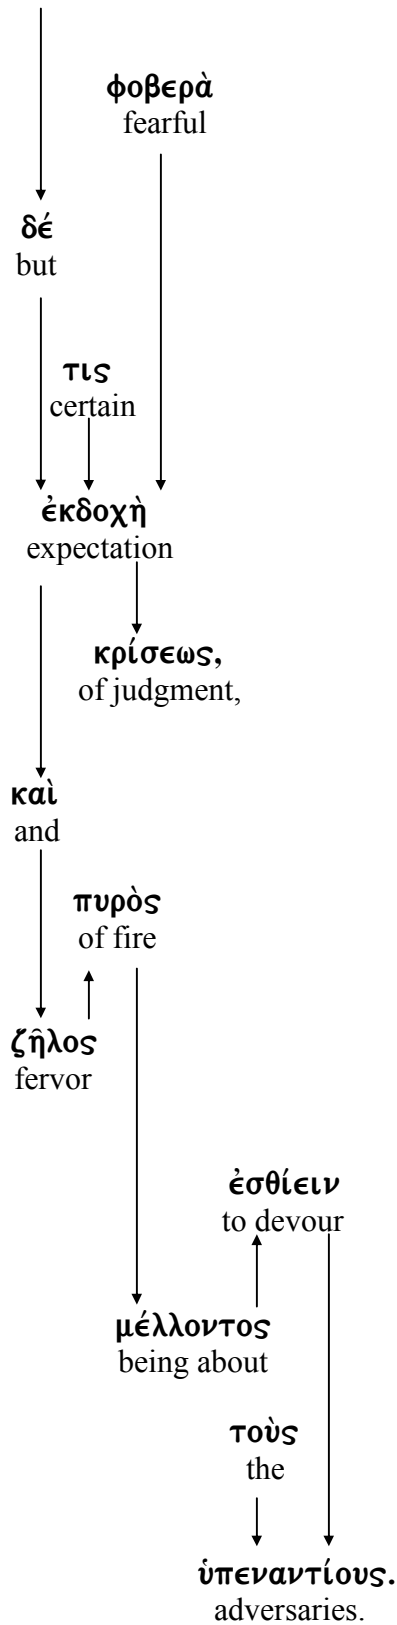 φοβερὰ
fearful
δέ
but
τις
certain
ἐκδοχὴ
expectation
κρίσεως,
of judgment,
καὶ
and
πυρὸς
of fire
ζῆλος
fervor
ἐσθίειν
to devour
μέλλοντος
being about
τοὺς
the
ὑπεναντίους.
adversaries.